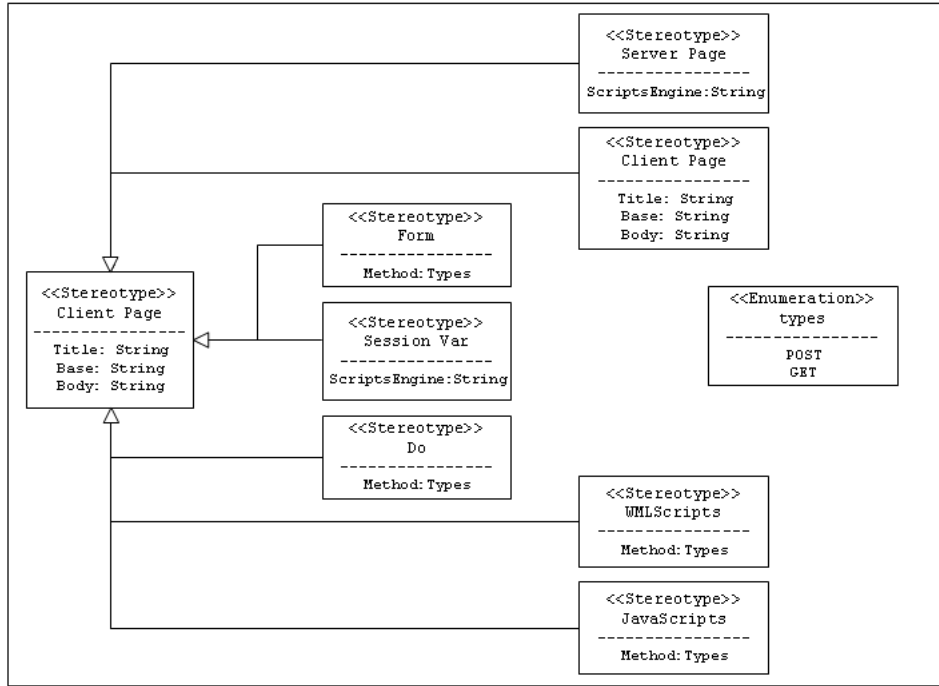 <<Stereotype>>
Server Page
ScriptsEngine:String
<<Stereotype>>
Client Page
Title: String
Base: String
Body: String
<<Stereotype>>
Form
Method:Types
<<Stereotype>>
Client Page
Title: String
Base: String
Body: String
<<Stereotype>>
Session Var
ScriptsEngine:String
<<Enumeration>>
types
POST
GET
<<Stereotype>>
Do
Method:Types
<<Stereotype>>
WMLScripts
Method:Types
<<Stereotype>>
JavaScripts
Method:Types